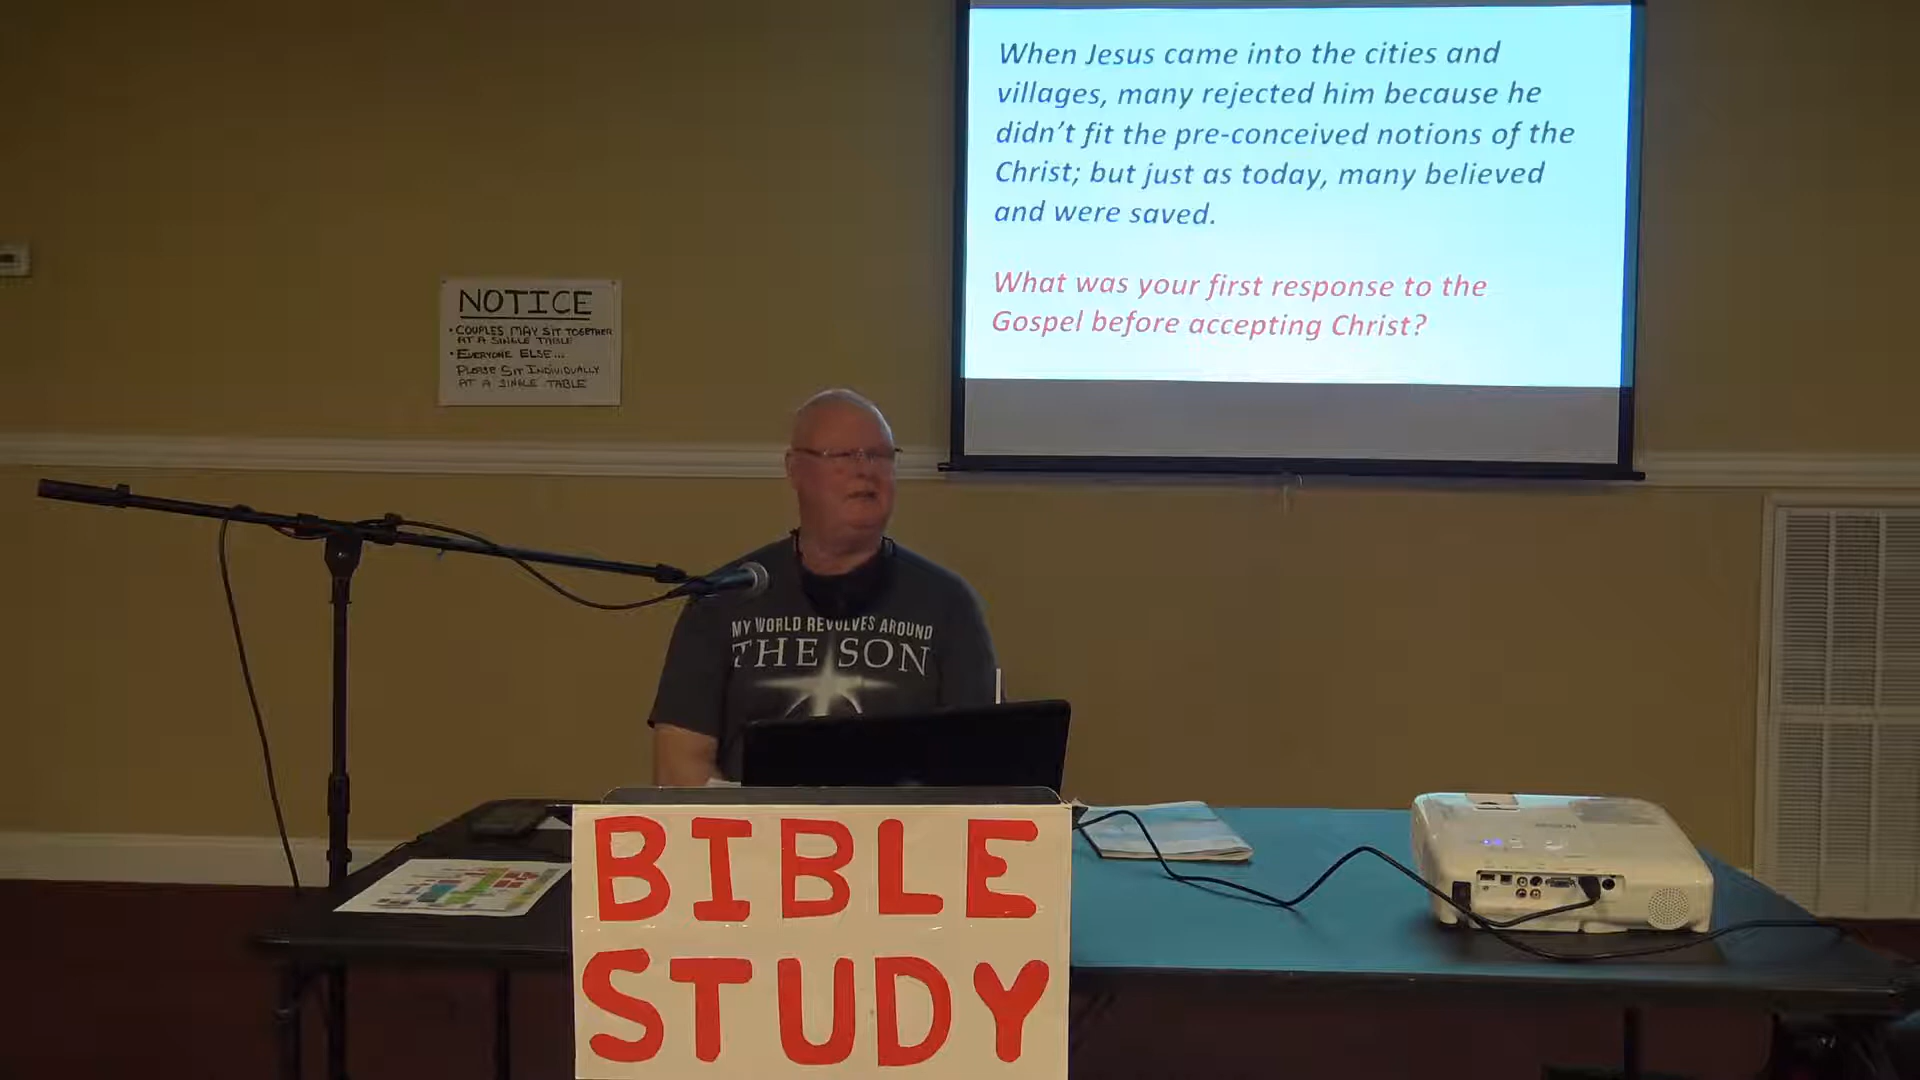 When Jesus came into the cities and
villages, many rejected him because he
didn't fit the pre-conceived notions of the
Christ; but just as today, many believed
and were saved.
What was your first response to the
Gospel before accepting Christ?
NOTICE
• COUPLES MAY SIT TOGETHER
AT A SINGLE TABLE
• EVERYONE ELSE...
PLEASE SIT INDIVIDUALLY
AT A SINGLE TABLE
MY WORLD REVOLVES AROUND
THE SON
BIBLE
STUDY